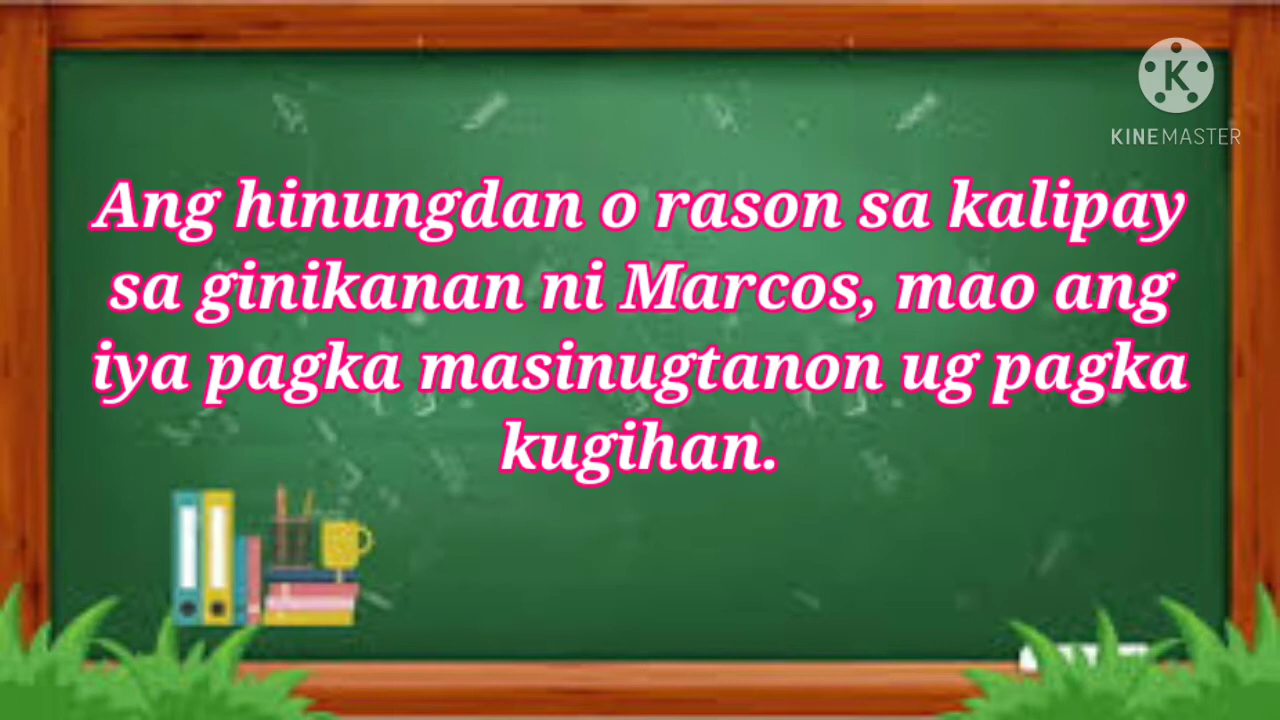 KINEMASTER
Ang hinungdan o rason sa kalipay
sa ginikanan ni Marcos, mao ang
iya pagka masinugtanon ug pagka
kugihan.